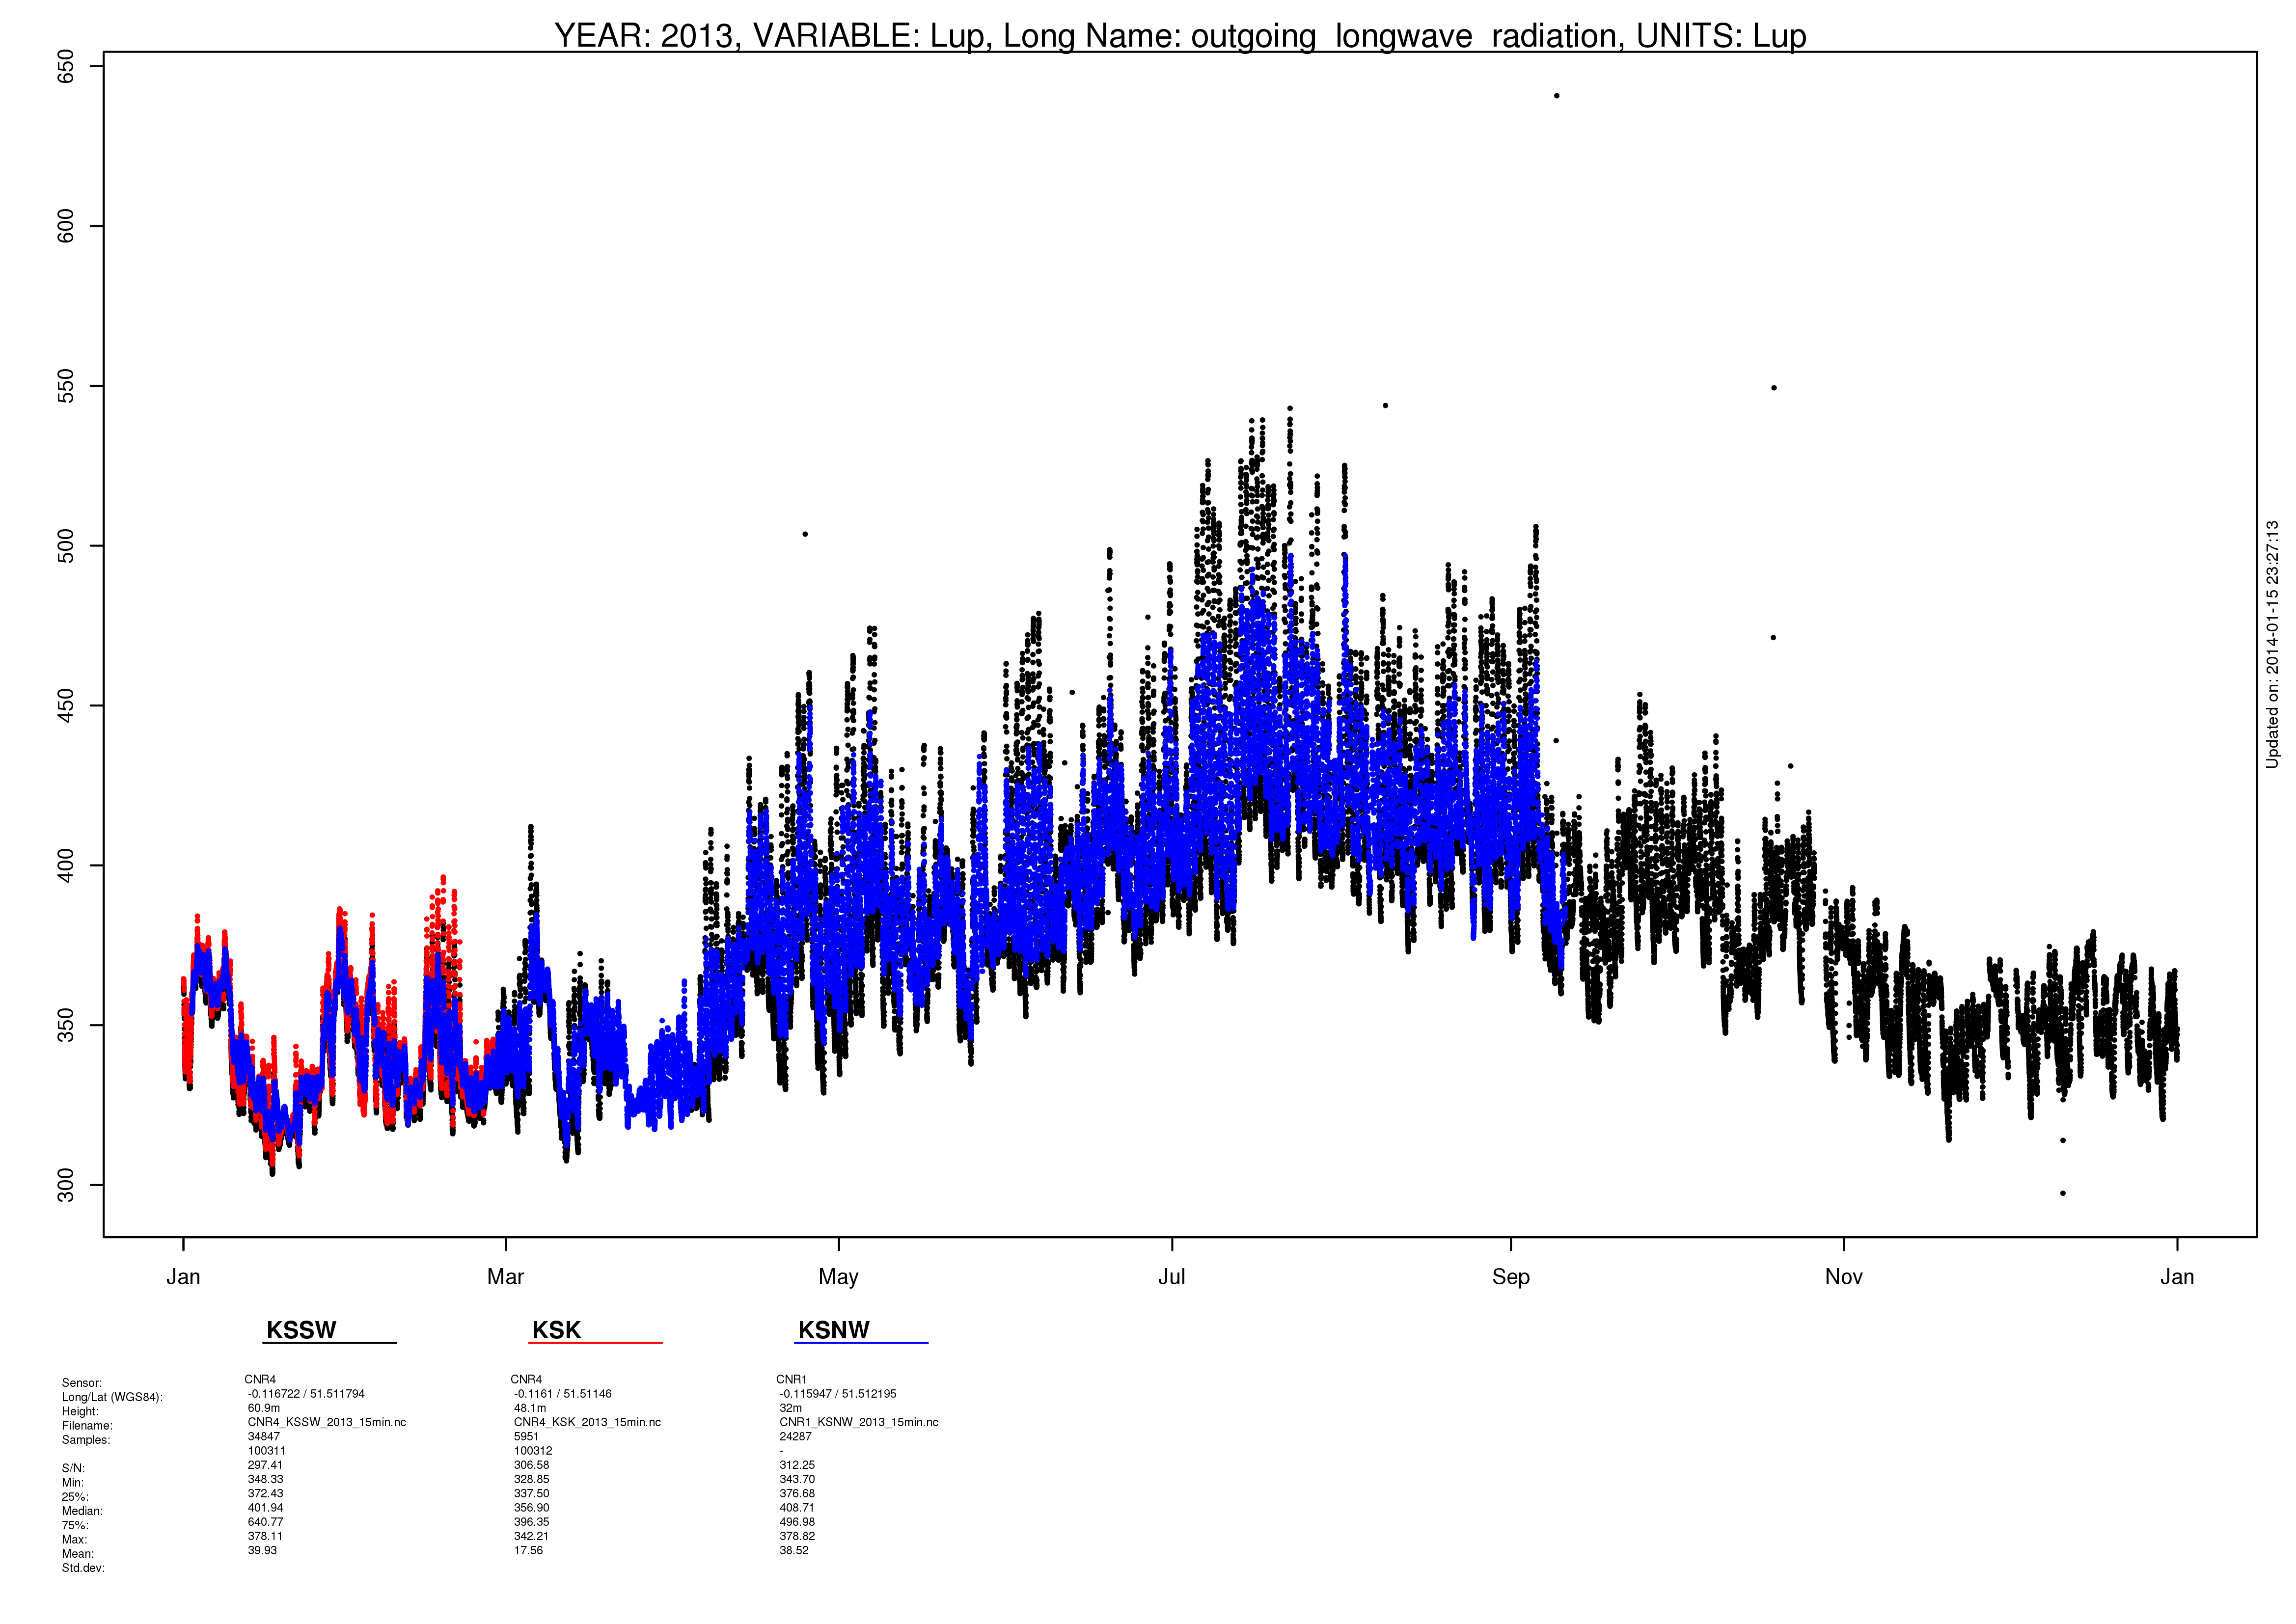 YEAR: 2013, VARIABLE: Lup, Long Name: outgoing longwave radiation, UNITS: Lup
650
600
550
500
450
400
350
300
Updated on: 2014-01-15 23:27:13
Jan Mar May Jul Sep Nov Jan
KSSW KSK KSNW
Sensor: CNR4 CNR4 CNR1
Long/Lat (WGS84): -0.116722 / 51.511794 -0.1161 / 51.51146 -0.115947 / 51.512195
Height: 60.9m 48.1m 32m
Filename: CNR4_KSSW_2013_15min.nc CNR4_KSK_2013_15min.nc CNR1_KSNW_2013_15min.nc
Samples: 34847 5951 24287
100311 100312 -
S/N: 297.41 306.58 312.25
Min: 348.33 328.85 343.70
25%: 372.43 337.50 376.68
Median: 401.94 356.90 408.71
75%: 640.77 396.35 496.98
Max: 378.11 342.21 378.82
Mean: 39.93 17.56 38.52
Std.dev: